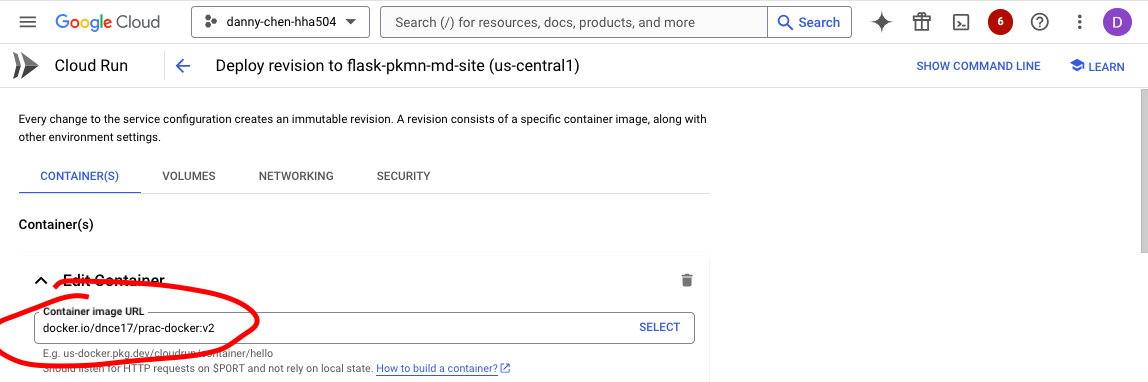 Google Cloud
danny-chen-hha504
Search (/) for resources, docs, products, and more
Search
6
D
Cloud Run
Deploy revision to flask-pkmn-md-site (us-central1)
SHOW COMMAND LINE
LEARN
Every change to the service configuration creates an immutable revision. A revision consists of a specific container image, along with
other environment settings.
CONTAINER(S)
VOLUMES
NETWORKING
SECURITY
Container(s)
Edit Container
Container image URL
docker.io/dnce17/prac-docker:v2
SELECT
E.g. us-docker.pkg.dev/cloudrun/container/hello
Should listen for HTTP requests on $PORT and not rely on local state. How to build a container?